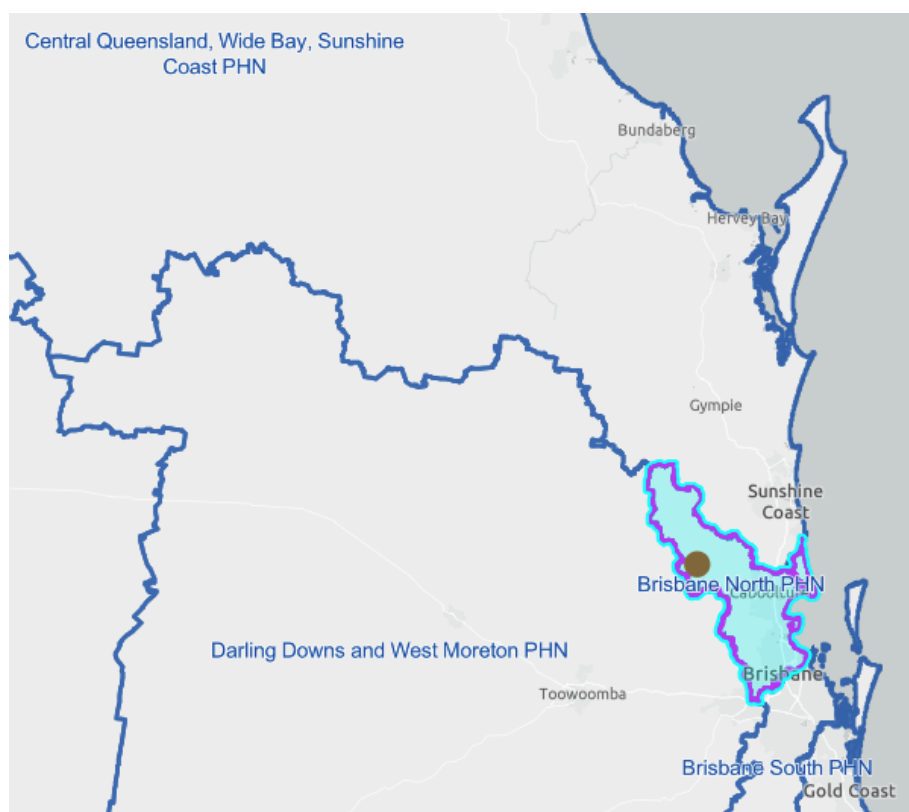 Central Queensland, Wide Bay, Sunshine
Coast PHN
Bundaberg
Hervey Bay
Gympie
Sunshine
Coast
Brisbane North PHN
Caboolture
Darling Downs and West Moreton PHN
Brisbane
Toowoomba
Brisbane South PHN
Gold Coast